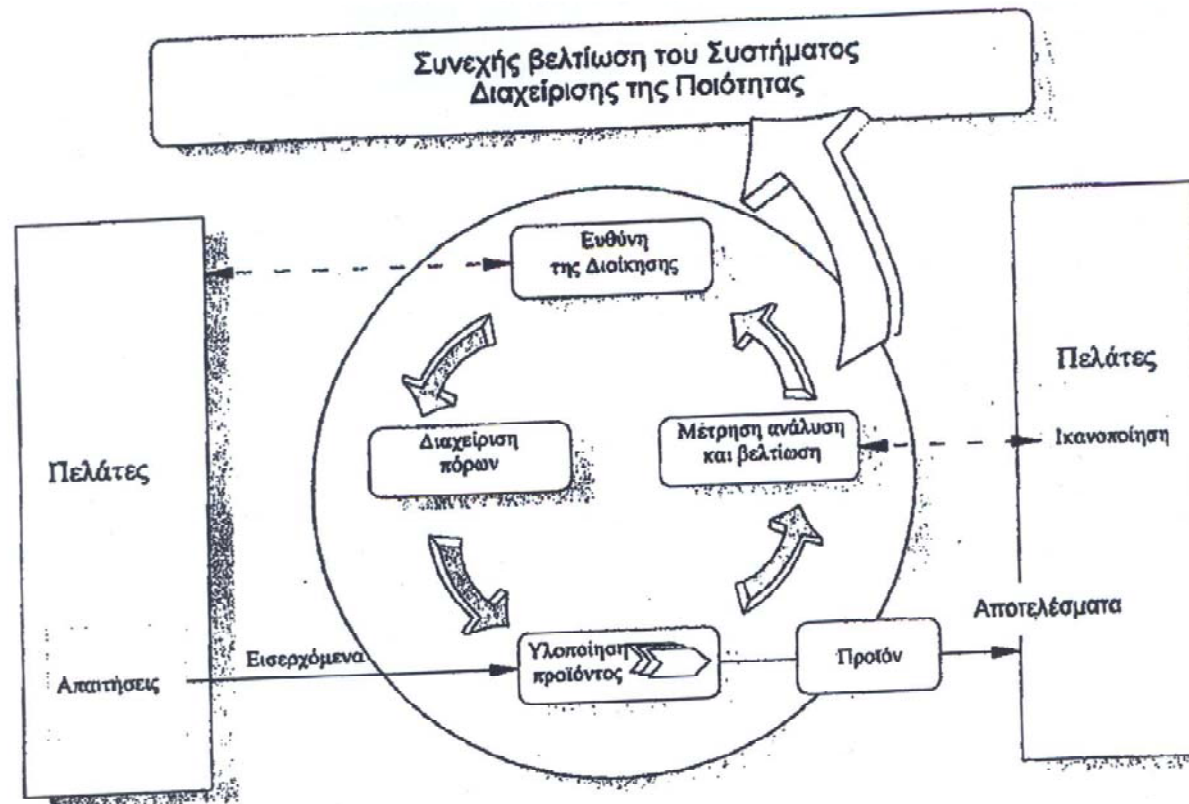 Συνεχής βελτίωση του Συστήματος
Διαχείρισης της Ποιότητας
Ευθύνη
της Διοίκησης
Πελάτες
Διαχείριση
πόρων
Μέτρηση ανάλυση
και βελτίωση
Πελάτες
Ικανοποίηση
Απαιτήσεις
Εισερχόμενα
Υλοποίηση
προϊόντος
Προϊόν
Αποτελέσματα